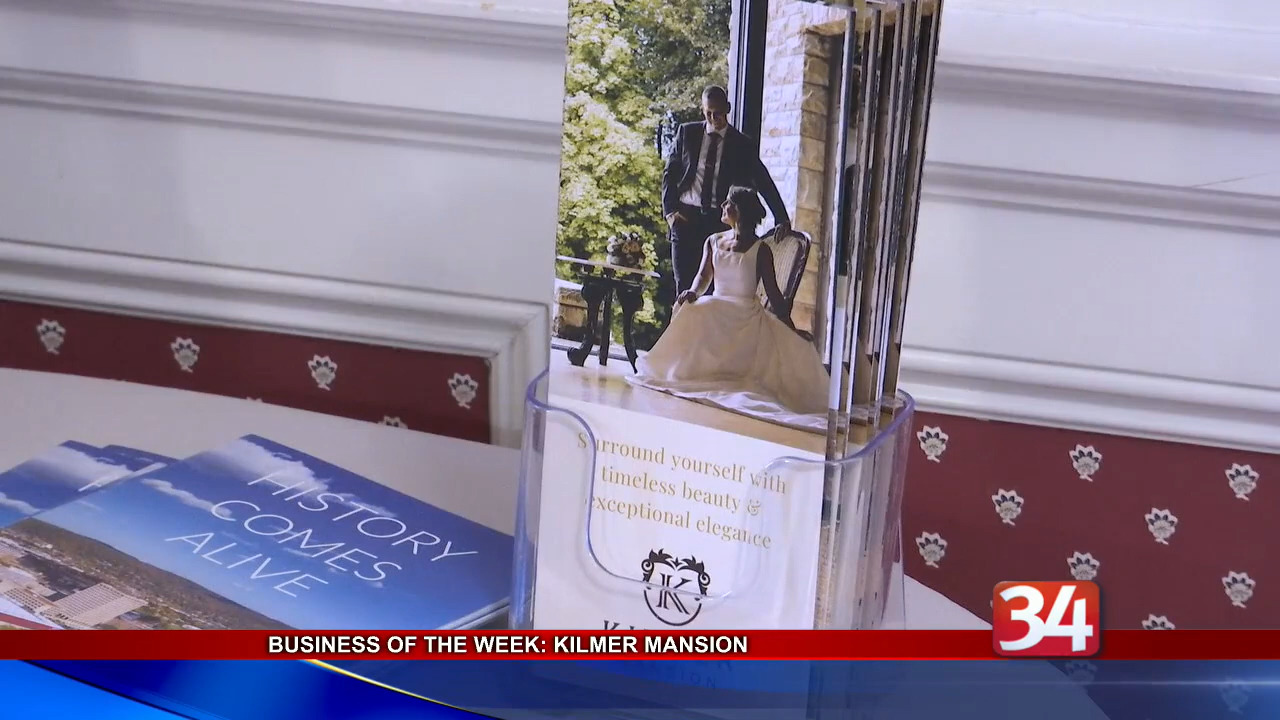 Surround yourself with
timeless beauty &
exceptional elegance
K
HISTORY
COMES
ALIVE
BUSINESS OF THE WEEK: KILMER MANSION
34